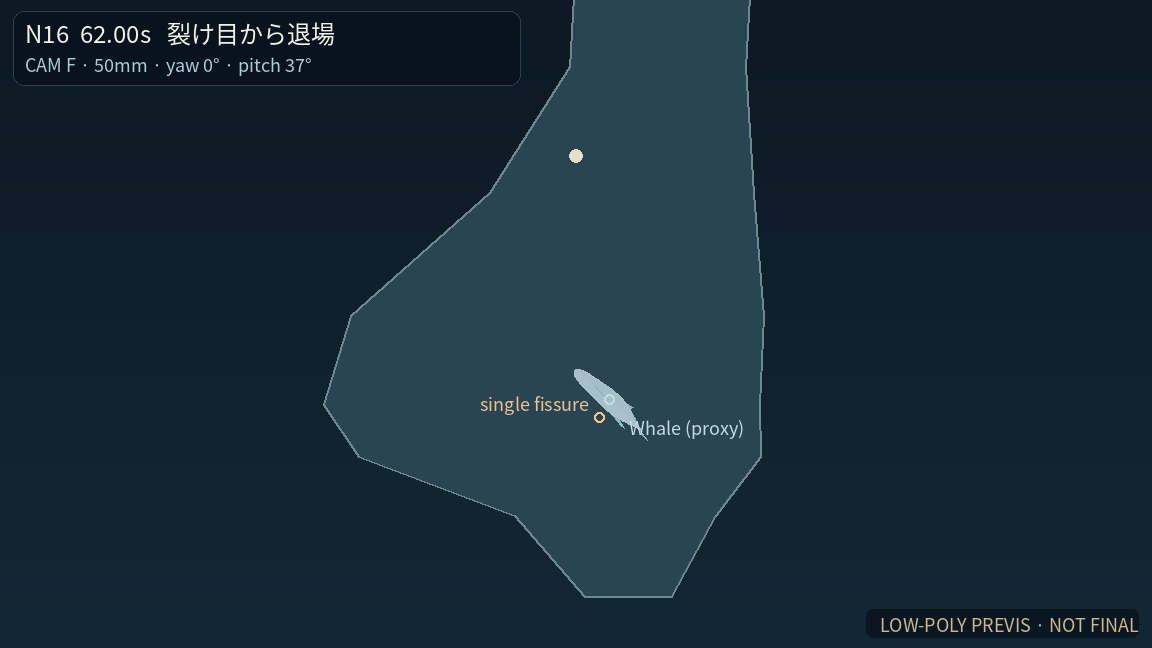 N16 62.00s 裂け目から退場
CAM F · 50mm · yaw 0° · pitch 37°
single fissure
Whale (proxy)
LOW-POLY PREVIS · NOT FINAL